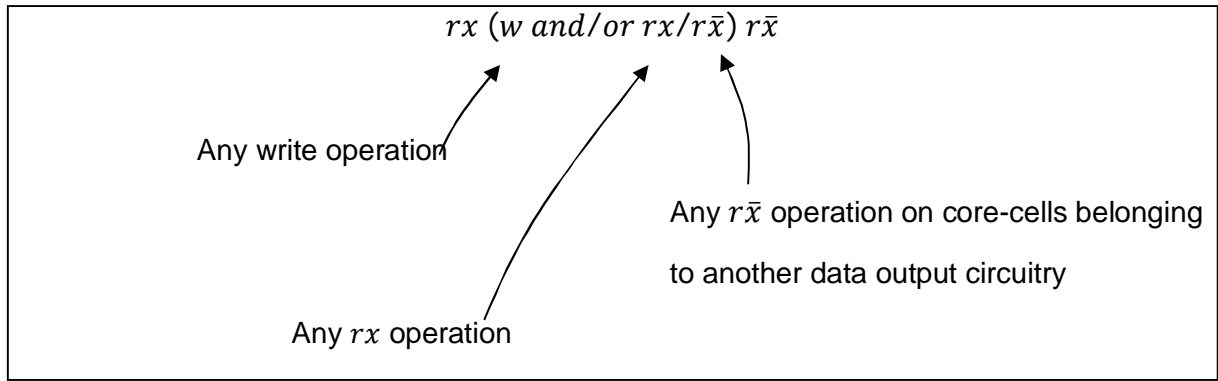 rx (w and/or rx/rx̄) rx̄
Any write operation
Any rx̄ operation on core-cells belonging
to another data output circuitry
Any rx operation